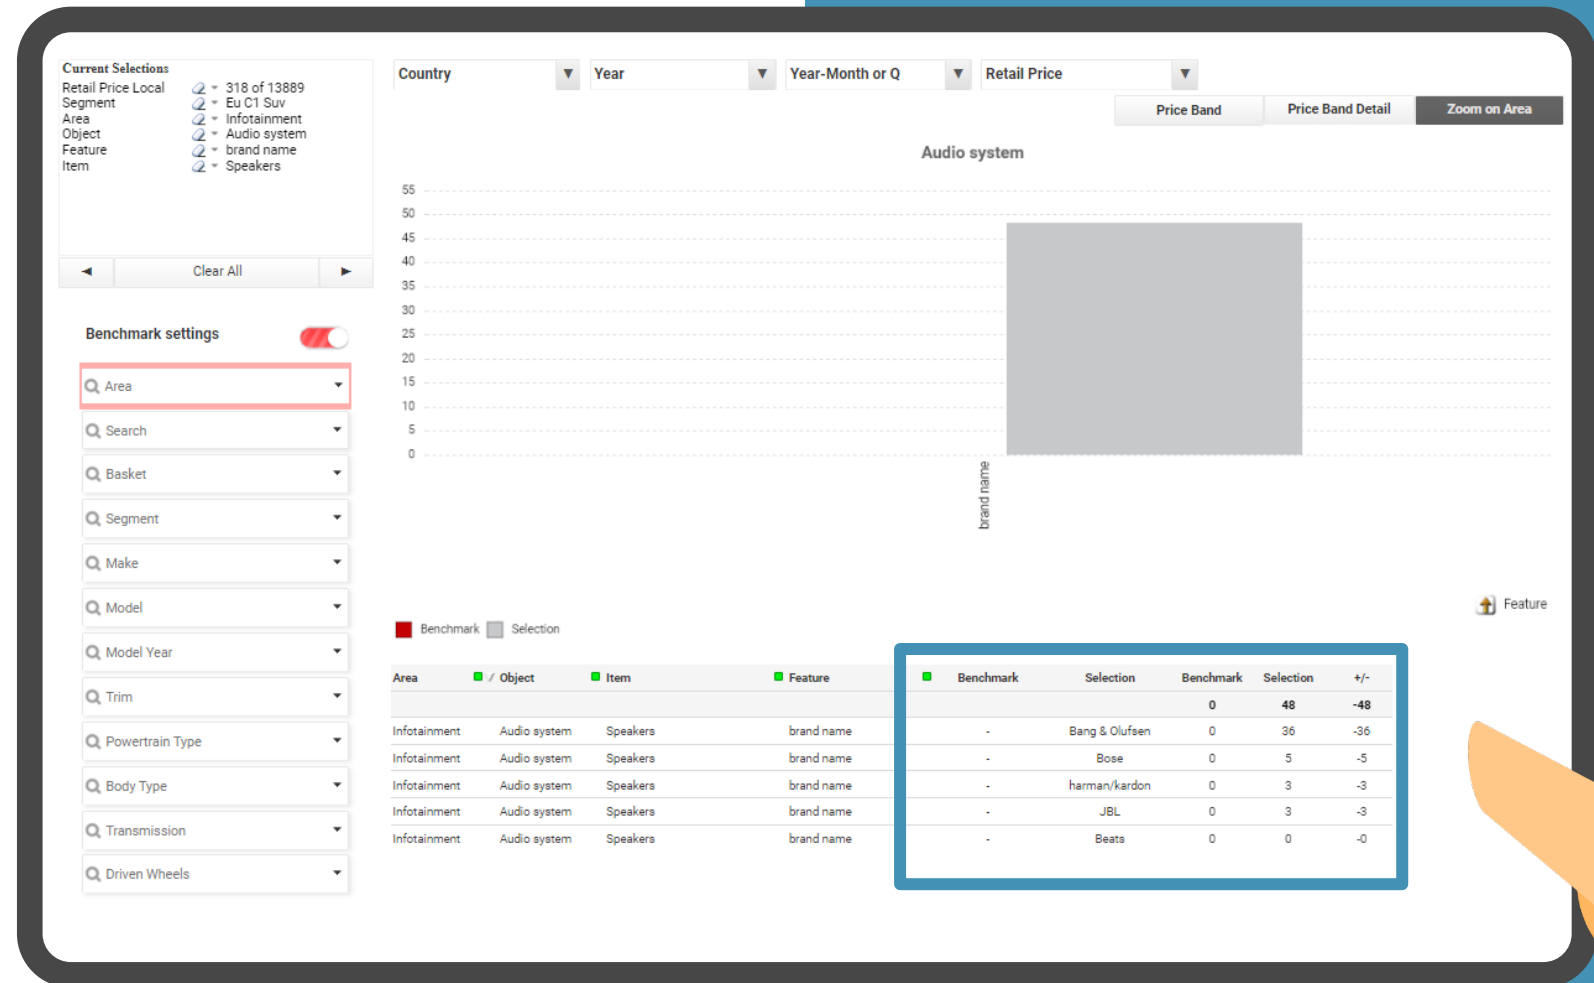 Current Selections
Retail Price Local 318 of 13889
Segment Eu C1 Suv
Area Infotainment
Object Audio system
Feature brand name
Item Speakers
Clear All
Benchmark settings
Area
Search
Basket
Segment
Make
Model
Model Year
Trim
Powertrain Type
Body Type
Transmission
Driven Wheels
Country Year Year-Month or Q Retail Price
Price Band Price Band Detail Zoom on Area
Audio system
55
50
45
40
35
30
25
20
15
10
5
0
brand name
Feature
Benchmark Selection
Area / Object Item Feature Benchmark Selection Benchmark Selection +/-
0 48 -48
Infotainment Audio system Speakers brand name - Bang & Olufsen 0 36 -36
Infotainment Audio system Speakers brand name - Bose 0 5 -5
Infotainment Audio system Speakers brand name - harman/kardon 0 3 -3
Infotainment Audio system Speakers brand name - JBL 0 3 -3
Infotainment Audio system Speakers brand name - Beats 0 0 -0